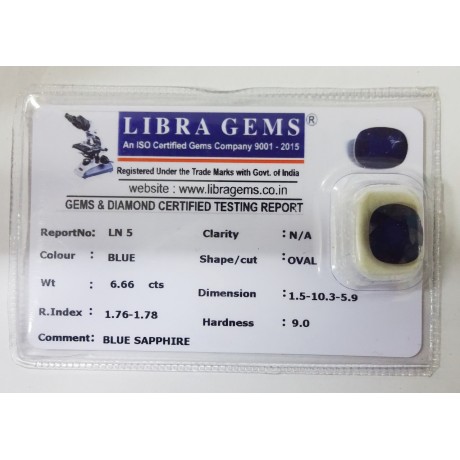 LIBRA GEMS ®
An ISO Certified Gems Company 9001 - 2015
Registered Under the Trade Marks with Govt. of India
website : www.libragems.co.in
GEMS & DIAMOND CERTIFIED TESTING REPORT
ReportNo: LN 5 Clarity : N/A
Colour : BLUE Shape/cut : OVAL
Wt : 6.66 cts Dimension : 1.5-10.3-5.9
R.Index : 1.76-1.78 Hardness : 9.0
Comment: BLUE SAPPHIRE